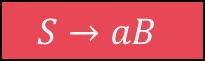 S → aB